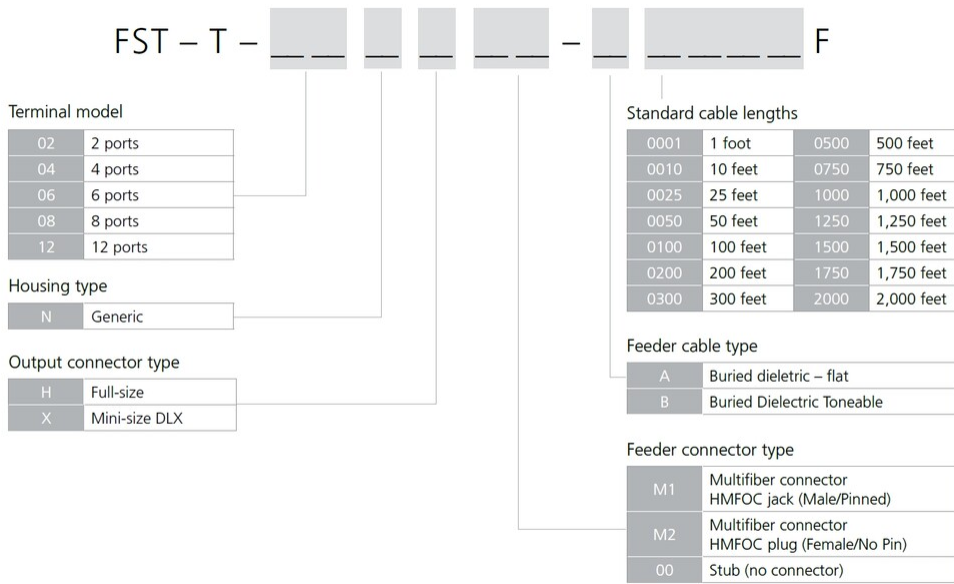 FST – T – __ __ __ __ __ __ – __ __ __ __ __ F
Terminal model
02 2 ports
04 4 ports
06 6 ports
08 8 ports
12 12 ports
Housing type
N Generic
Output connector type
H Full-size
X Mini-size DLX
Standard cable lengths
0001 1 foot 0500 500 feet
0010 10 feet 0750 750 feet
0025 25 feet 1000 1,000 feet
0050 50 feet 1250 1,250 feet
0100 100 feet 1500 1,500 feet
0200 200 feet 1750 1,750 feet
0300 300 feet 2000 2,000 feet
Feeder cable type
A Buried dieletric – flat
B Buried Dielectric Toneable
Feeder connector type
M1 Multifiber connector
HMFOC jack (Male/Pinned)
M2 Multifiber connector
HMFOC plug (Female/No Pin)
00 Stub (no connector)